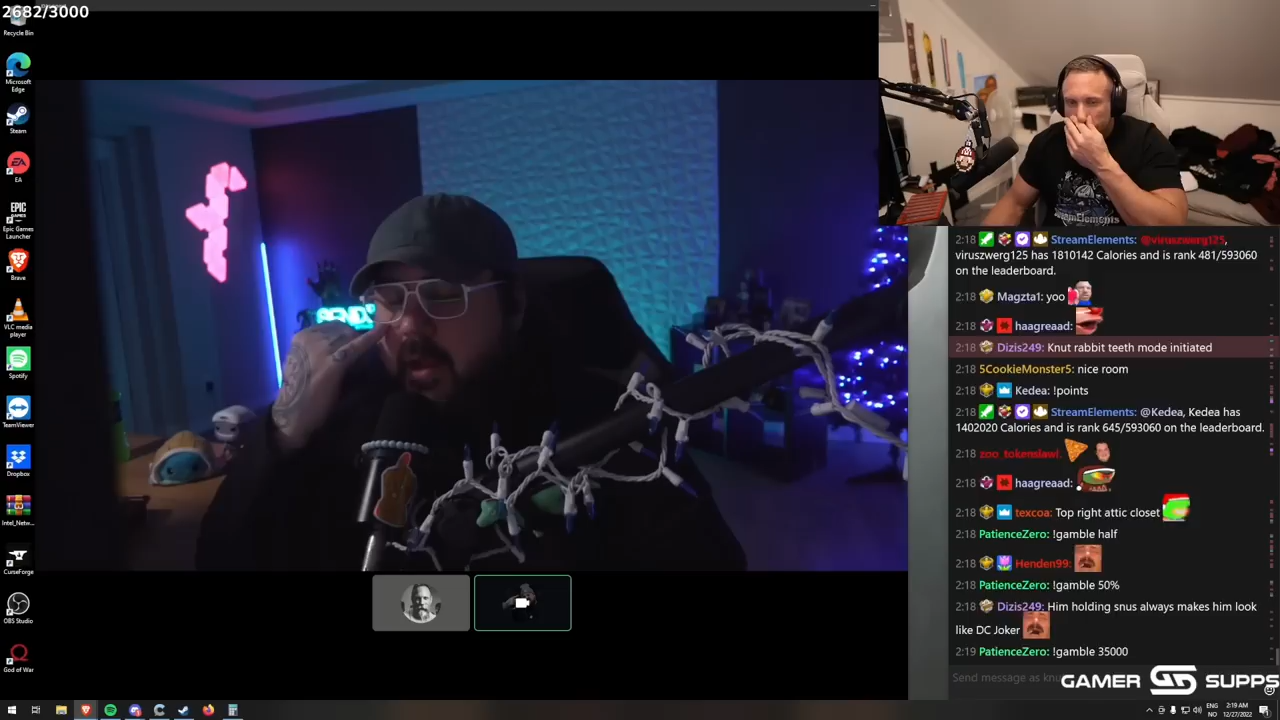 2682/3000
Recycle Bin
Microsoft
Edge
Steam
EA
EA
EPIC
GAMES
Epic Games
Launcher
Brave
VLC media
player
Spotify
TeamViewer
Dropbox
Intel_Netw...
CurseForge
OBS Studio
God of War
2:18 StreamElements: @viruszwerg125,
viruszwerg125 has 1810142 Calories and is rank 481/593060
on the leaderboard.
2:18 Magzta1: yoo
2:18 haagreaad:
2:18 Dizis249: Knut rabbit teeth mode initiated
2:18 5CookieMonster5: nice room
2:18 Kedea: !points
2:18 StreamElements: @Kedea, Kedea has
1402020 Calories and is rank 645/593060 on the leaderboard.
2:18 zoo_tokenslawl:
2:18 haagreaad:
2:18 texcoa: Top right attic closet
2:18 PatienceZero: !gamble half
2:18 Henden99:
2:18 PatienceZero: !gamble 50%
2:18 Dizis249: Him holding snus always makes him look
like DC Joker
2:19 PatienceZero: !gamble 35000
Send message as
GAMER SUPPS
ENG
NO
2:19 AM
12/27/2022